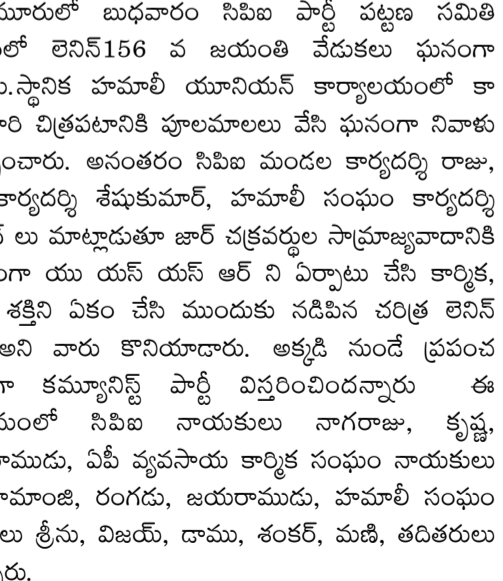 మూరులో బుధవారం సిపిఐ పార్టీ పట్టణ సమితి
లో లెనిన్156 వ జయంతి వేడుకలు ఘనంగా
స్థానిక హమాలీ యూనియన్ కార్యాలయంలో కా
రి చిత్రపటానికి పూలమాలలు వేసి ఘనంగా నివాళు
ంచారు. అనంతరం సిపిఐ మండల కార్యదర్శి రాజు,
కార్యదర్శి శేషుకుమార్, హమాలీ సంఘం కార్యదర్శి
లు మాట్లాడుతూ జార్ చక్రవర్థుల సామ్రాజ్యవాదానికి
ంగా యు యస్ యస్ ఆర్ ని ఏర్పాటు చేసి కార్మిక,
శక్తిని ఏకం చేసి ముందుకు నడిపిన చరిత్ర లెనిన్
అని వారు కొనియాడారు. అక్కడి నుండే ప్రపంచ
గా కమ్యూనిస్ట్ పార్టీ విస్తరించిందన్నారు ఈ
మంలో సిపిఐ నాయకులు నాగరాజు, కృష్ణ,
రాముడు, ఏపీ వ్యవసాయ కార్మిక సంఘం నాయకులు
రామాంజి, రంగడు, జయరాముడు, హమాలీ సంఘం
లు శ్రీను, విజయ్, డాము, శంకర్, మణి, తదితరులు
రు.